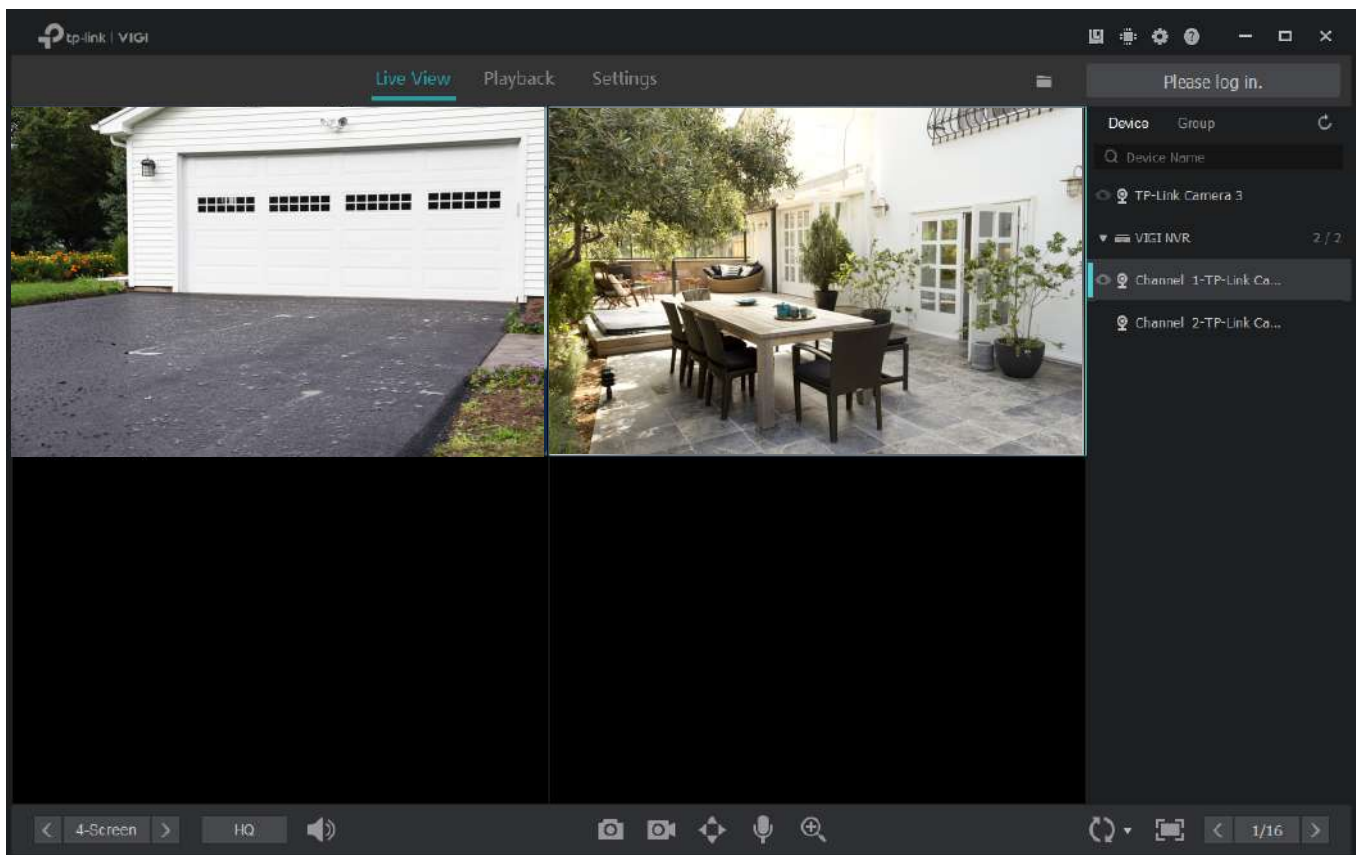 tp-link | VIGI
Live View Playback Settings
Please log in.
Device Group
Device Name
TP-Link Camera 3
VIGI NVR 2 / 2
Channel 1-TP-Link Ca...
Channel 2-TP-Link Ca...
4-Screen HQ 1/16